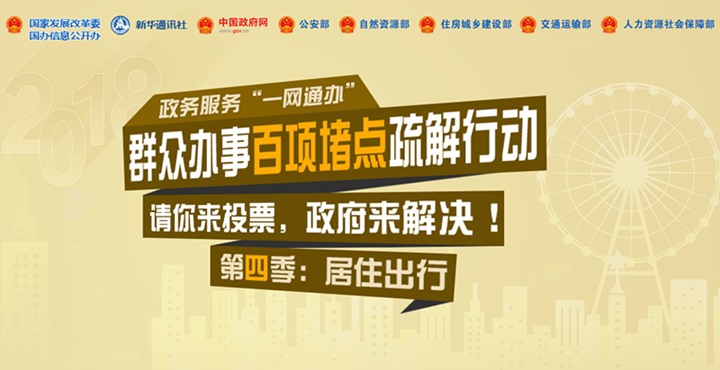 国家发展改革委
国办信息公开办
新华通讯社
中国政府网
www.gov.cn
公安部
自然资源部
住房城乡建设部
交通运输部
人力资源社会保障部
2018
政务服务“一网通办”
群众办事百项堵点疏解行动
请你来投票，政府来解决！
第四季：居住出行